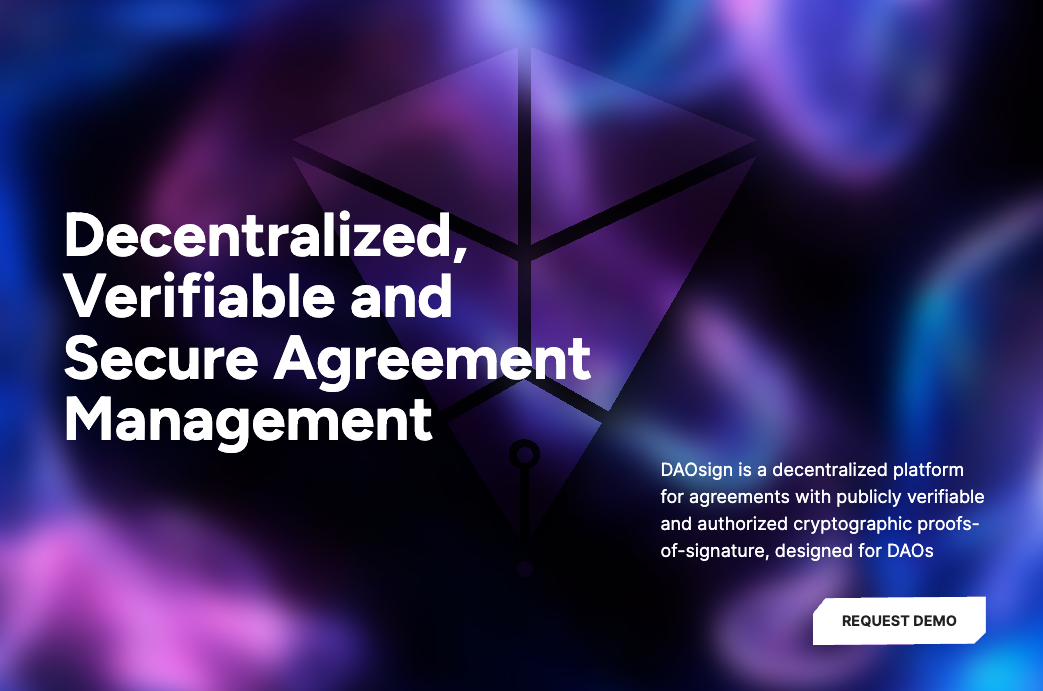 Decentralized,
Verifiable and
Secure Agreement
Management
DAOsign is a decentralized platform
for agreements with publicly verifiable
and authorized cryptographic proofs-
of-signature, designed for DAOs
REQUEST DEMO